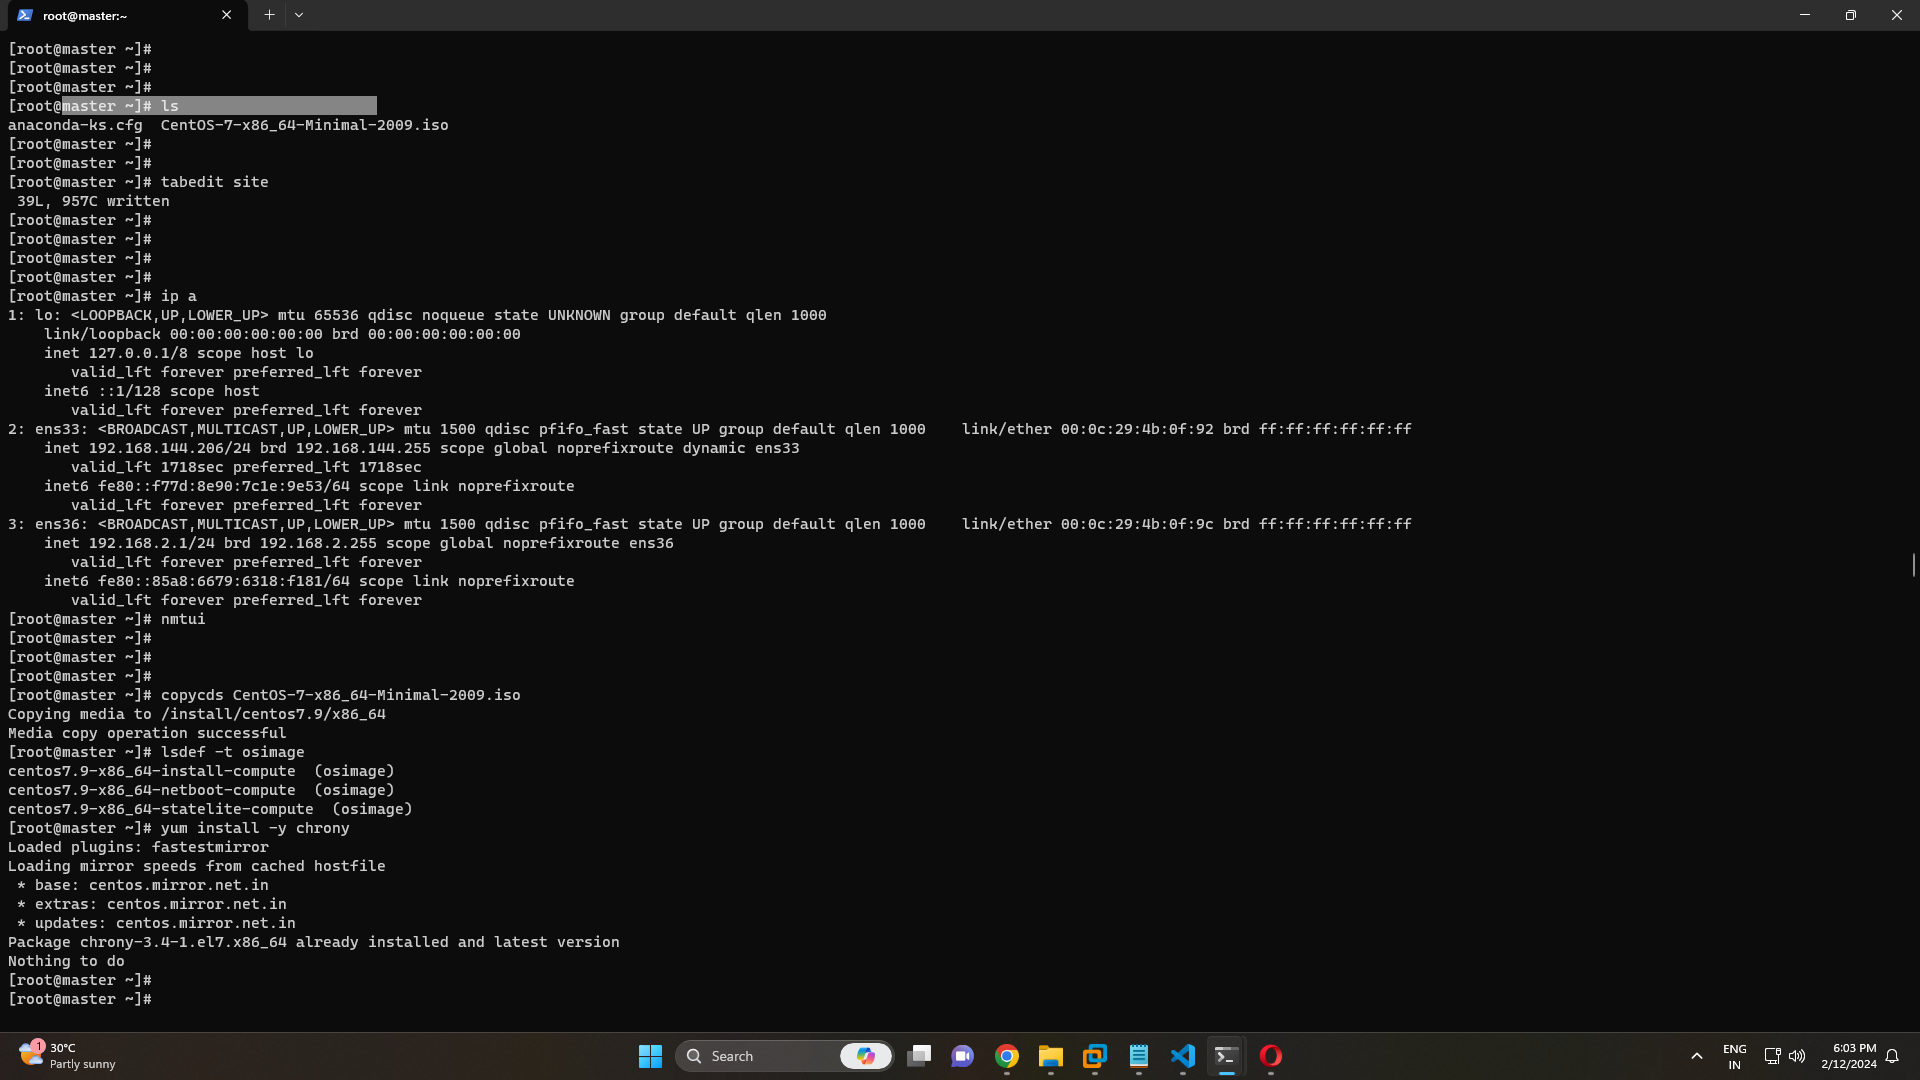 root@master:~
[root@master ~]#
[root@master ~]#
[root@master ~]#
[root@master ~]# ls
anaconda-ks.cfg  CentOS-7-x86_64-Minimal-2009.iso
[root@master ~]#
[root@master ~]#
[root@master ~]# tabedit site
 39L, 957C written
[root@master ~]#
[root@master ~]#
[root@master ~]#
[root@master ~]#
[root@master ~]# ip a
1: lo: <LOOPBACK,UP,LOWER_UP> mtu 65536 qdisc noqueue state UNKNOWN group default qlen 1000
    link/loopback 00:00:00:00:00:00 brd 00:00:00:00:00:00
    inet 127.0.0.1/8 scope host lo
       valid_lft forever preferred_lft forever
    inet6 ::1/128 scope host
       valid_lft forever preferred_lft forever
2: ens33: <BROADCAST,MULTICAST,UP,LOWER_UP> mtu 1500 qdisc pfifo_fast state UP group default qlen 1000    link/ether 00:0c:29:4b:0f:92 brd ff:ff:ff:ff:ff:ff
    inet 192.168.144.206/24 brd 192.168.144.255 scope global noprefixroute dynamic ens33
       valid_lft 1718sec preferred_lft 1718sec
    inet6 fe80::f77d:8e90:7c1e:9e53/64 scope link noprefixroute
       valid_lft forever preferred_lft forever
3: ens36: <BROADCAST,MULTICAST,UP,LOWER_UP> mtu 1500 qdisc pfifo_fast state UP group default qlen 1000    link/ether 00:0c:29:4b:0f:9c brd ff:ff:ff:ff:ff:ff
    inet 192.168.2.1/24 brd 192.168.2.255 scope global noprefixroute ens36
       valid_lft forever preferred_lft forever
    inet6 fe80::85a8:6679:6318:f181/64 scope link noprefixroute
       valid_lft forever preferred_lft forever
[root@master ~]# nmtui
[root@master ~]#
[root@master ~]#
[root@master ~]#
[root@master ~]# copycds CentOS-7-x86_64-Minimal-2009.iso
Copying media to /install/centos7.9/x86_64
Media copy operation successful
[root@master ~]# lsdef -t osimage
centos7.9-x86_64-install-compute  (osimage)
centos7.9-x86_64-netboot-compute  (osimage)
centos7.9-x86_64-statelite-compute  (osimage)
[root@master ~]# yum install -y chrony
Loaded plugins: fastestmirror
Loading mirror speeds from cached hostfile
 * base: centos.mirror.net.in
 * extras: centos.mirror.net.in
 * updates: centos.mirror.net.in
Package chrony-3.4-1.el7.x86_64 already installed and latest version
Nothing to do
[root@master ~]#
[root@master ~]#
1
30°C
Partly sunny
Search
ENG
IN
6:03 PM
2/12/2024